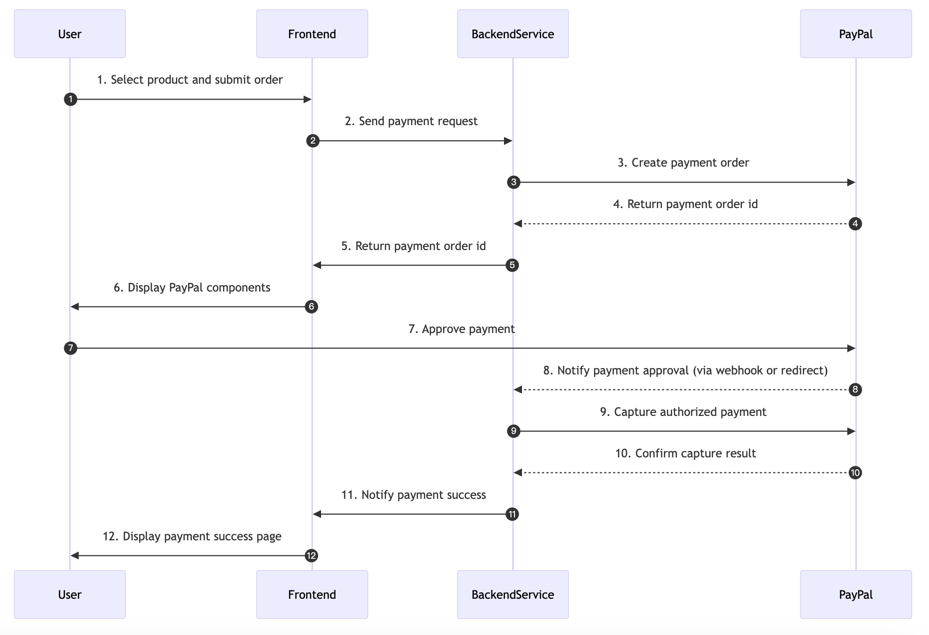 User
Frontend
BackendService
PayPal
1. Select product and submit order
1
2. Send payment request
2
3. Create payment order
3
4. Return payment order id
4
5. Return payment order id
5
6. Display PayPal components
6
7. Approve payment
7
8. Notify payment approval (via webhook or redirect)
8
9. Capture authorized payment
9
10. Confirm capture result
10
11. Notify payment success
11
12. Display payment success page
12
User
Frontend
BackendService
PayPal